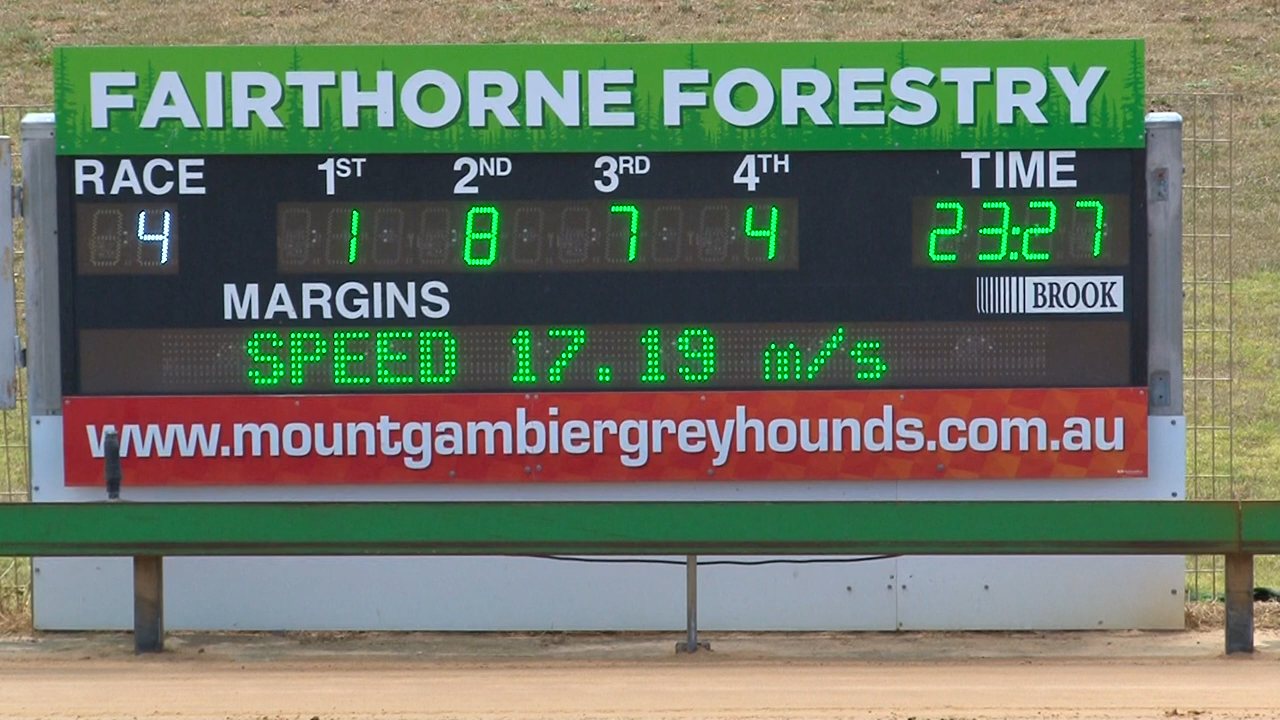 FAIRTHORNE FORESTRY
RACE 1ST 2ND 3RD 4TH TIME
4 1 8 7 4 23:27
MARGINS BROOK
SPEED 17.19 m/s
www.mountgambiergreyhounds.com.au